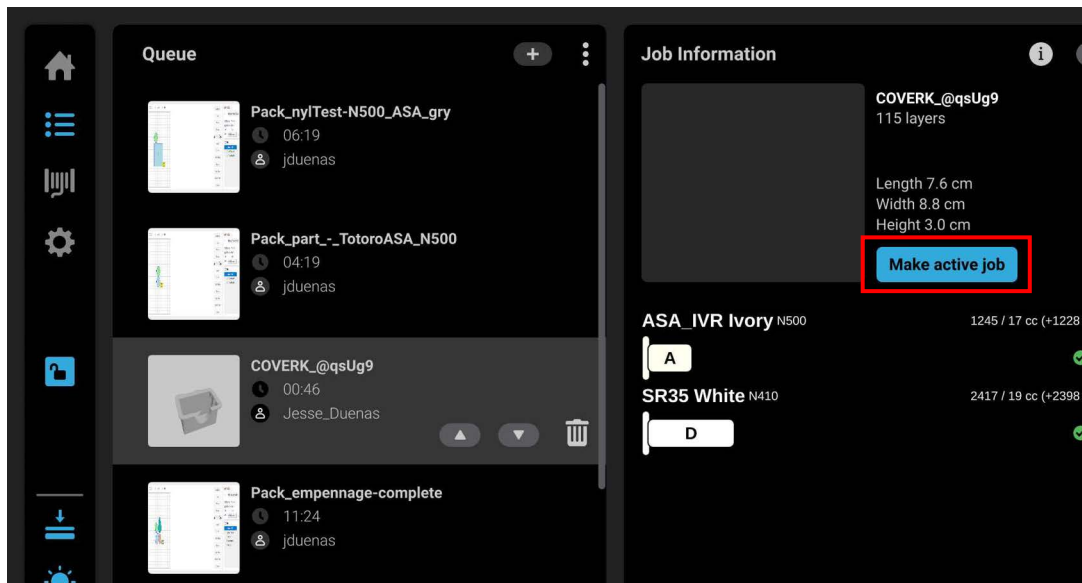 Queue
+
Pack_nylTest-N500_ASA_gry
06:19
jduenas
Pack_part_-_TotoroASA_N500
04:19
jduenas
COVERK_@qsUg9
00:46
Jesse_Duenas
Pack_empennage-complete
11:24
jduenas
Job Information
i
COVERK_@qsUg9
115 layers
Length 7.6 cm
Width 8.8 cm
Height 3.0 cm
Make active job
ASA_IVR Ivory N500
1245 / 17 cc (+1228
A
SR35 White N410
2417 / 19 cc (+2398
D